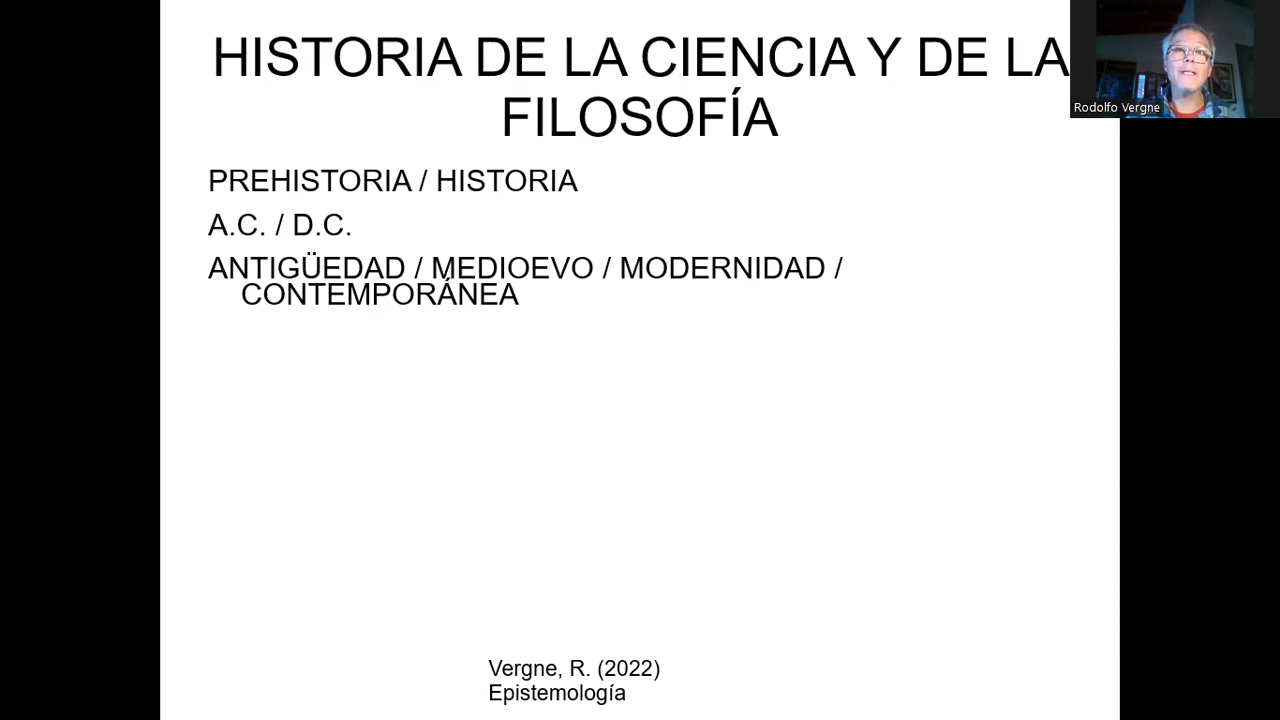 HISTORIA DE LA CIENCIA Y DE LA
FILOSOFÍA
Rodolfo Vergne
PREHISTORIA / HISTORIA
A.C. / D.C.
ANTIGÜEDAD / MEDIOEVO / MODERNIDAD /
CONTEMPORÁNEA
Vergne, R. (2022)
Epistemología